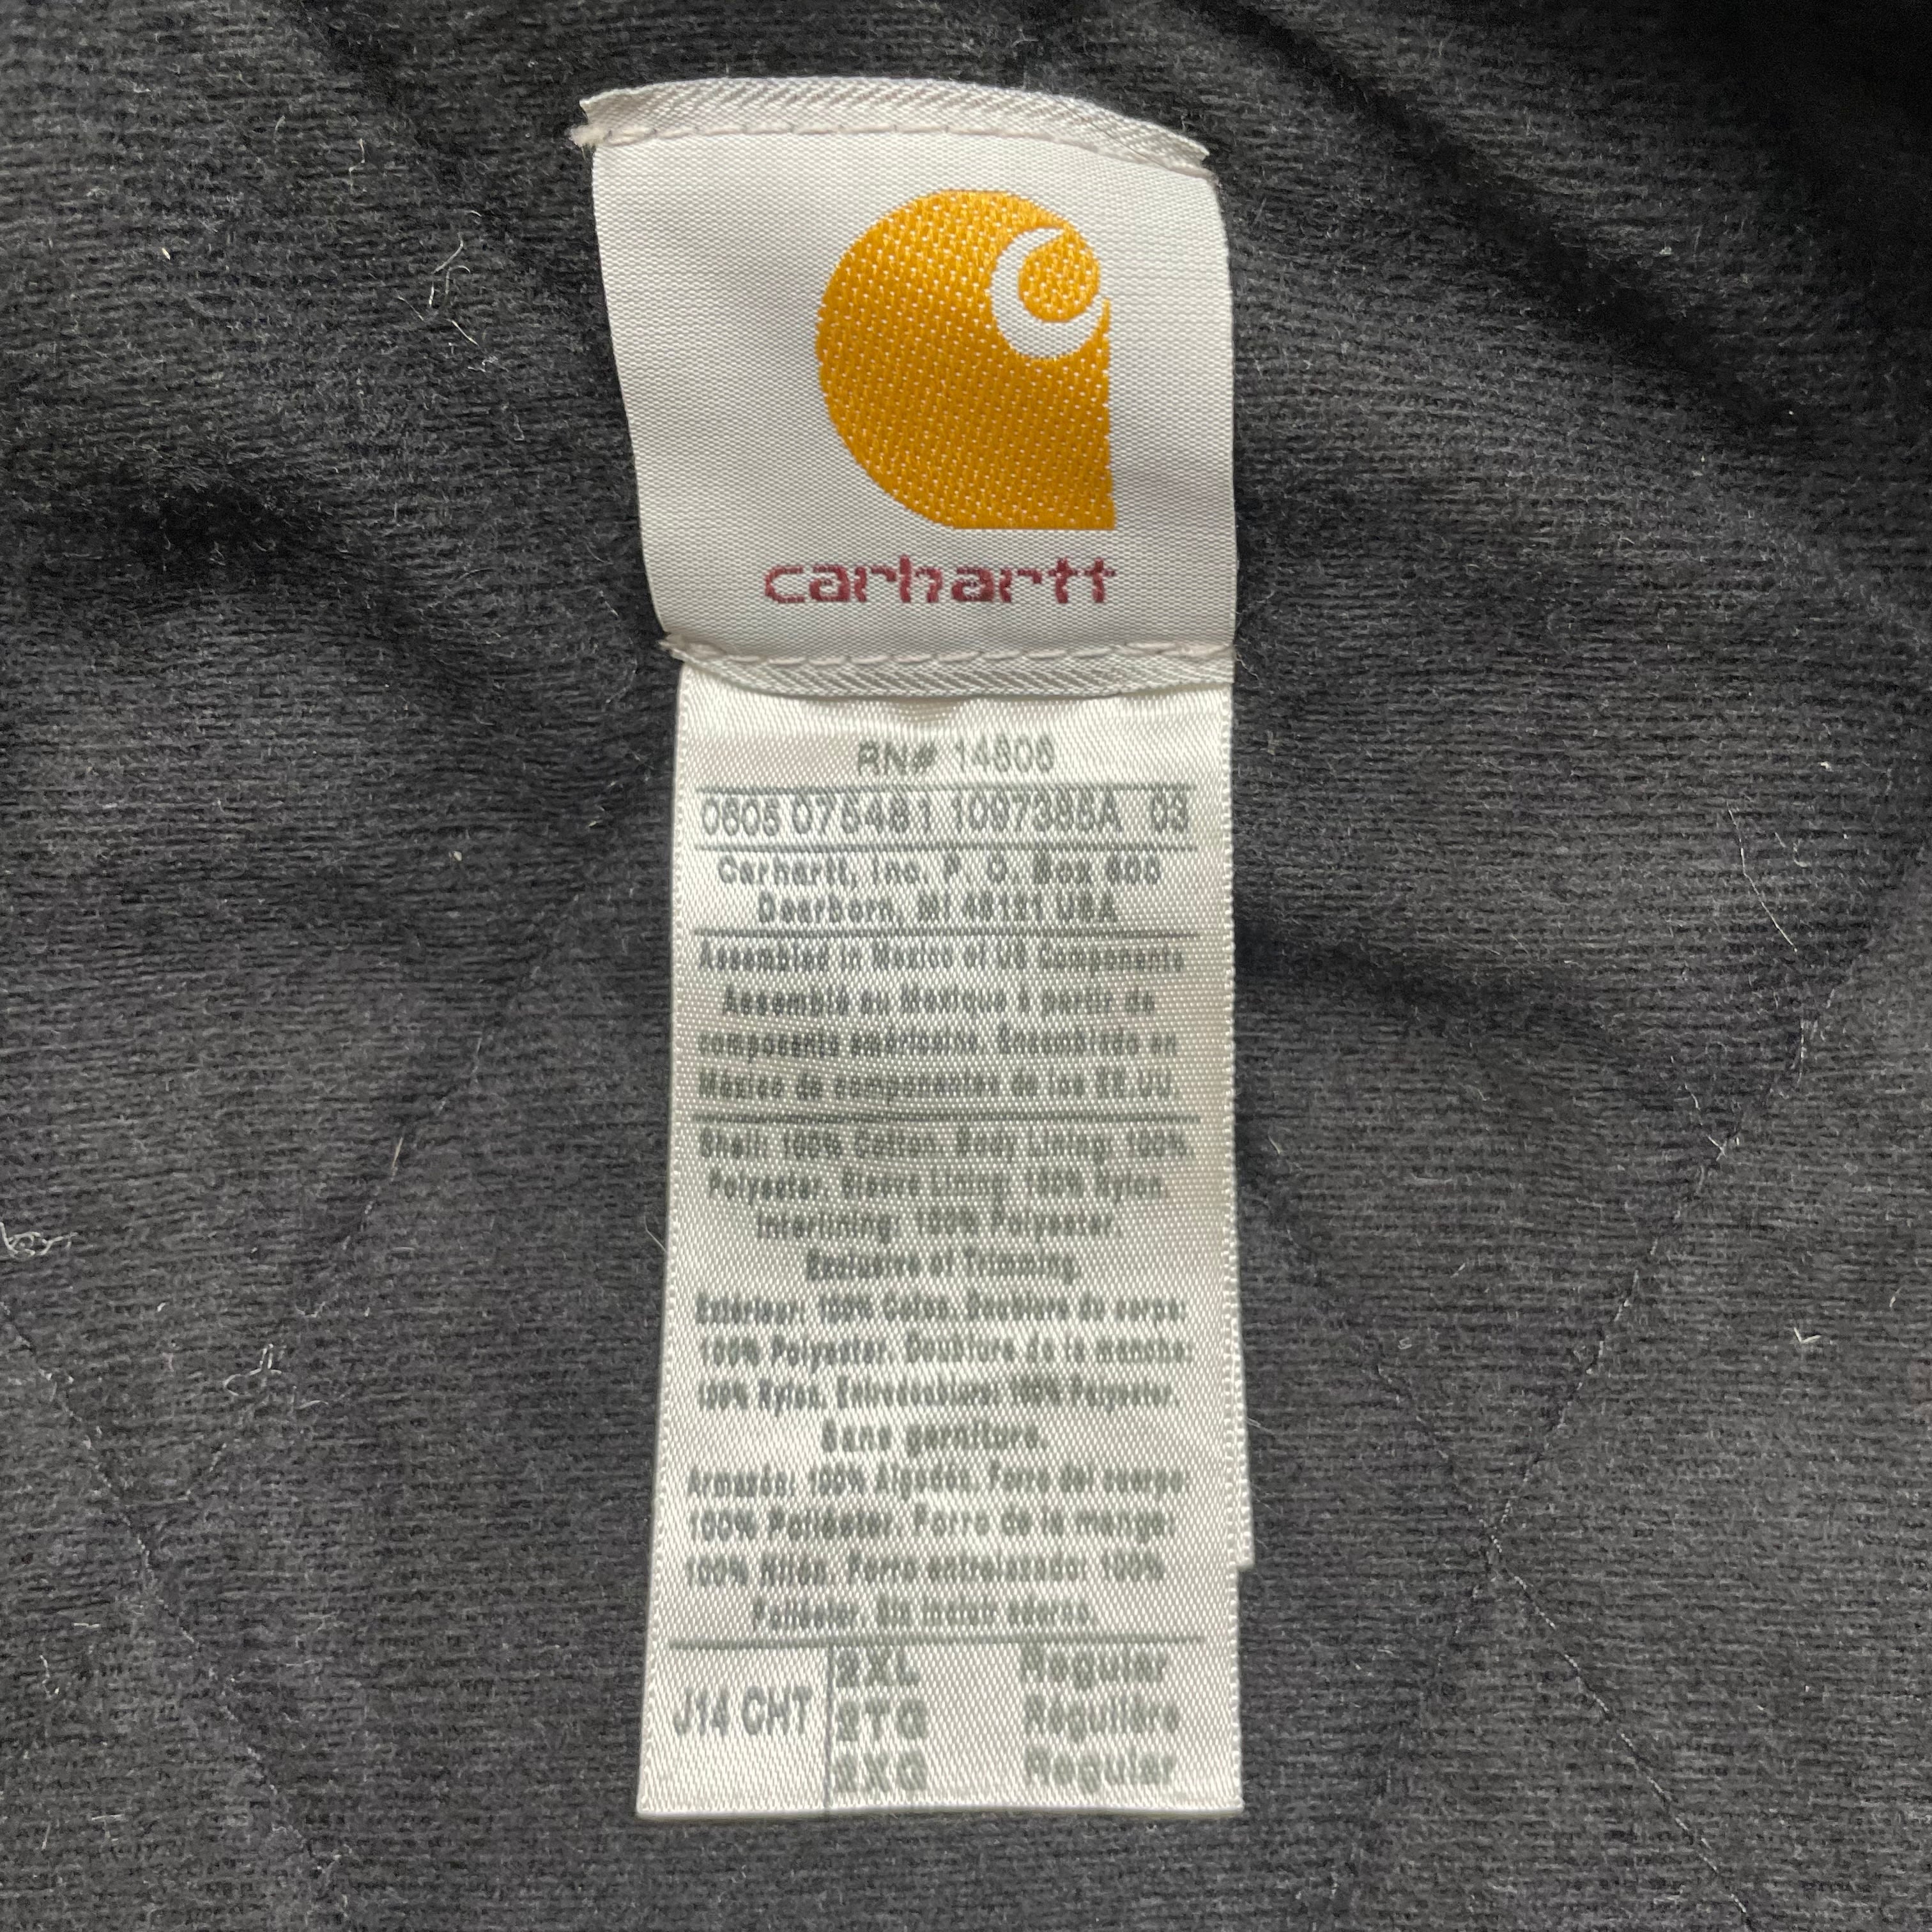 carhartt
RN# 14806
0605 075481 1097385A 03
Carhartt, Inc. P. O. Box 600
Dearborn, MI 48121 USA
Assembled in Mexico of US Components
Assemblé au Mexique à partir de
composants américains. Ensamblado en
México de componentes de los EE.UU.
Shell: 100% Cotton. Body Lining: 100%
Polyester. Sleeve Lining: 100% Nylon.
Interlining: 100% Polyester.
Exclusive of Trimming.
Extérieur: 100% Coton. Doublure du corps:
100% Polyester. Doublure de la manche:
100% Nylon. Entredoublure: 100% Polyester.
Sans garniture.
Armazón: 100% Algodón. Forro del cuerpo
100% Poliéster. Forro de la manga:
100% Nilón. Forro entrelazado: 100%
Poliéster. Sin incluir adorno.
J14 CHT
2XL Regular
2TG Régulière
2XG Regular